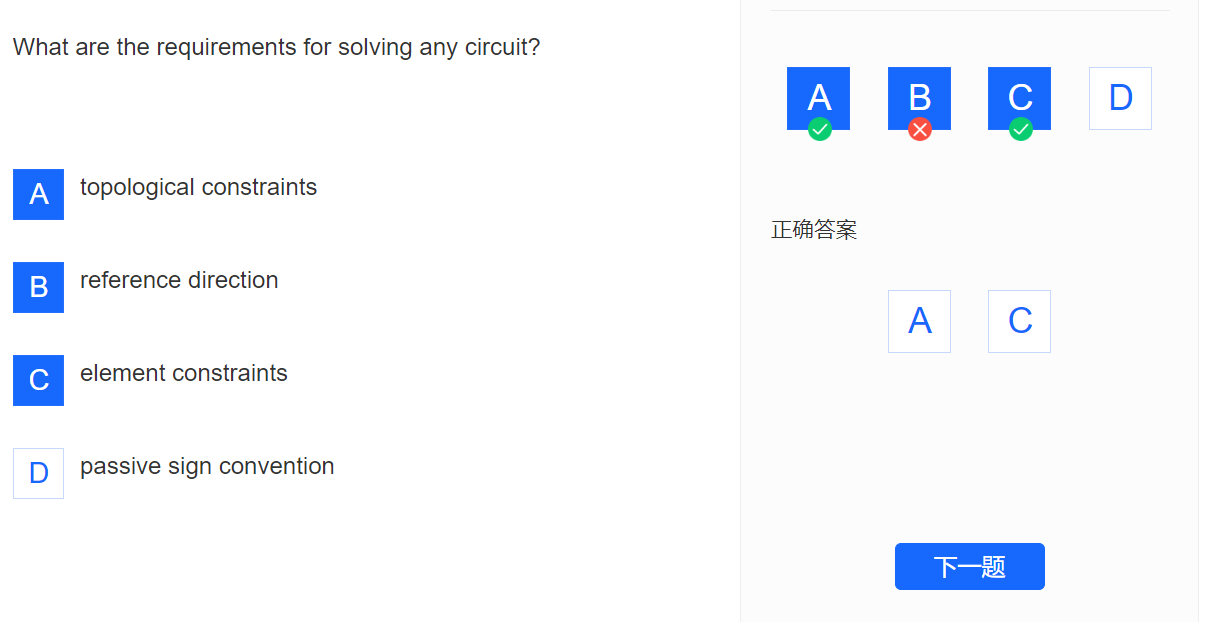 What are the requirements for solving any circuit?
A topological constraints
B reference direction
C element constraints
D passive sign convention
A B C D
正确答案
A C
下一题